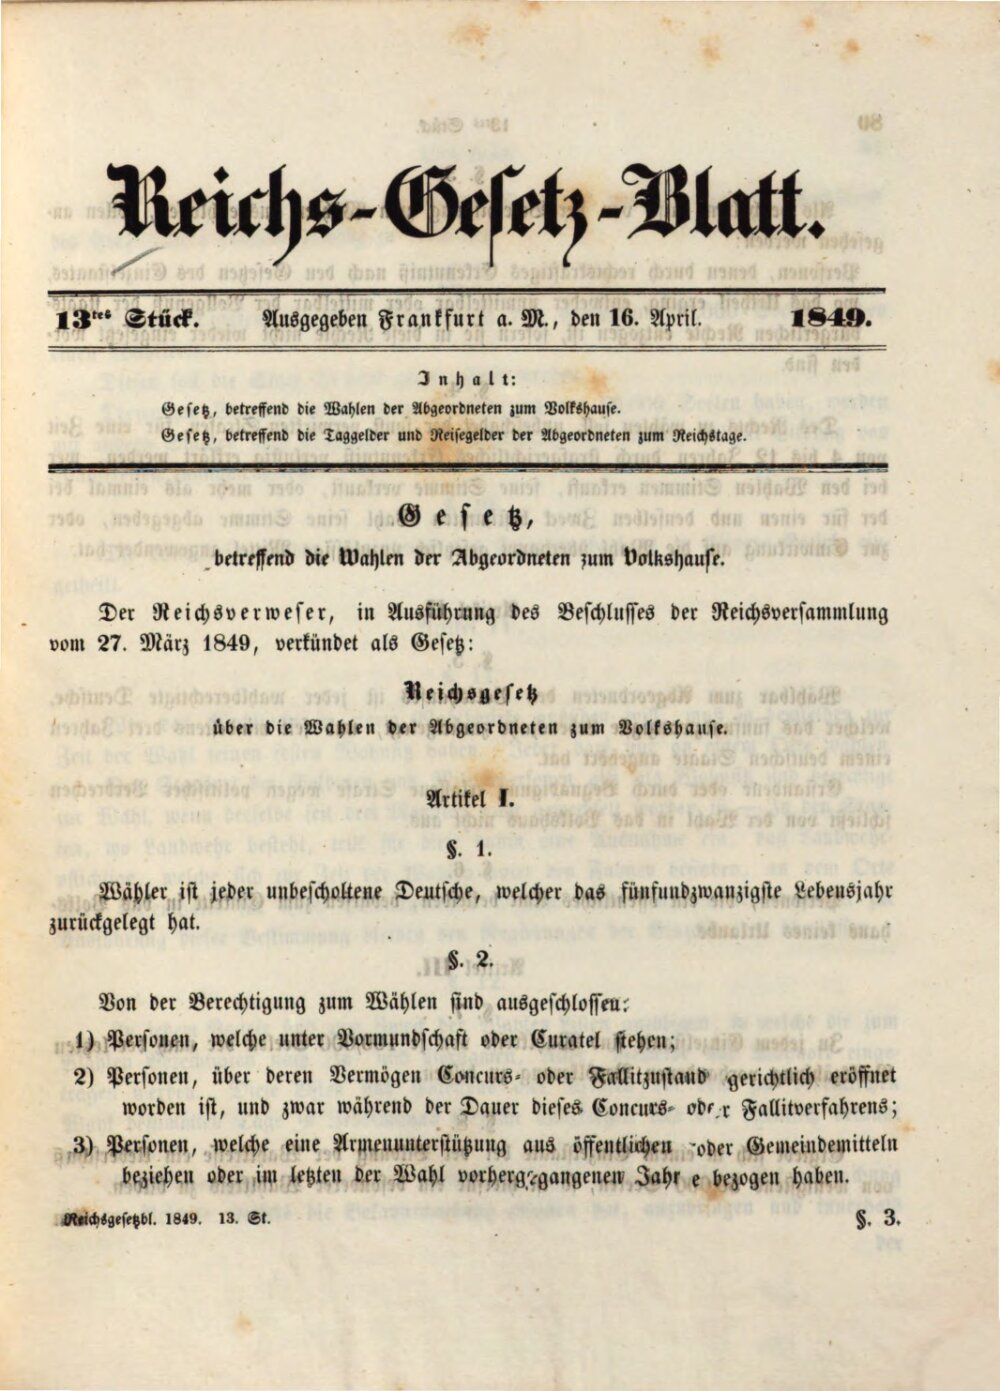 Reichs-Gesetz-Blatt.
13tes Stück. Ausgegeben Frankfurt a. M., den 16. April. 1849.
Inhalt:
Gesetz, betreffend die Wahlen der Abgeordneten zum Volkshause.
Gesetz, betreffend die Taggelder und Reisegelder der Abgeordneten zum Reichstage.
Gesetz,
betreffend die Wahlen der Abgeordneten zum Volkshause.
Der Reichsverweser, in Ausführung des Beschlusses der Reichsversammlung
vom 27. März 1849, verkündet als Gesetz:
Reichsgesetz
über die Wahlen der Abgeordneten zum Volkshause.
Artikel I.
§. 1.
Wähler ist jeder unbescholtene Deutsche, welcher das fünfundzwanzigste Lebensjahr
zurückgelegt hat.
§. 2.
Von der Berechtigung zum Wählen sind ausgeschlossen:
1) Personen, welche unter Vormundschaft oder Curatel stehen;
2) Personen, über deren Vermögen Concurs- oder Fallitzustand gerichtlich eröffnet
worden ist, und zwar während der Dauer dieses Concurs- oder Fallitverfahrens;
3) Personen, welche eine Armenunterstützung aus öffentlichen oder Gemeindemitteln
beziehen oder im letzten der Wahl vorhergegangenen Jahre bezogen haben.
Reichsgesetzbl. 1849. 13. St. §. 3.